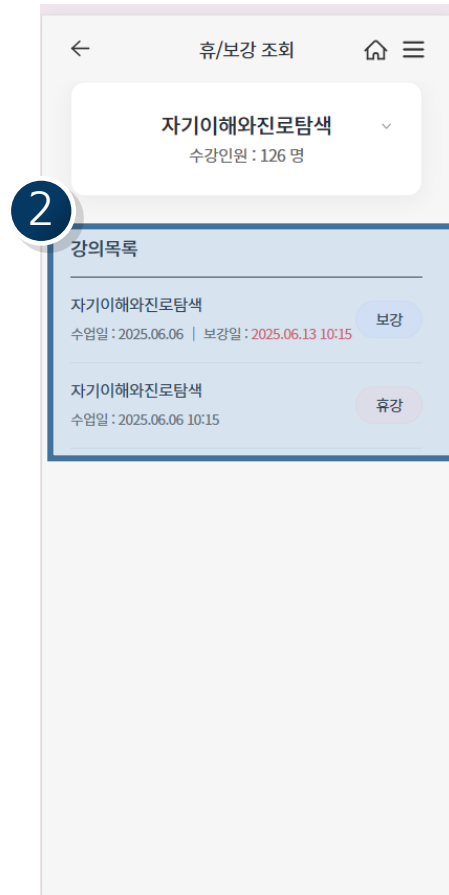 휴/보강 조회
자기이해와진로탐색
수강인원 : 126 명
2
강의목록
자기이해와진로탐색
수업일 : 2025.06.06 | 보강일 : 2025.06.13 10:15
보강
자기이해와진로탐색
수업일 : 2025.06.06 10:15
휴강